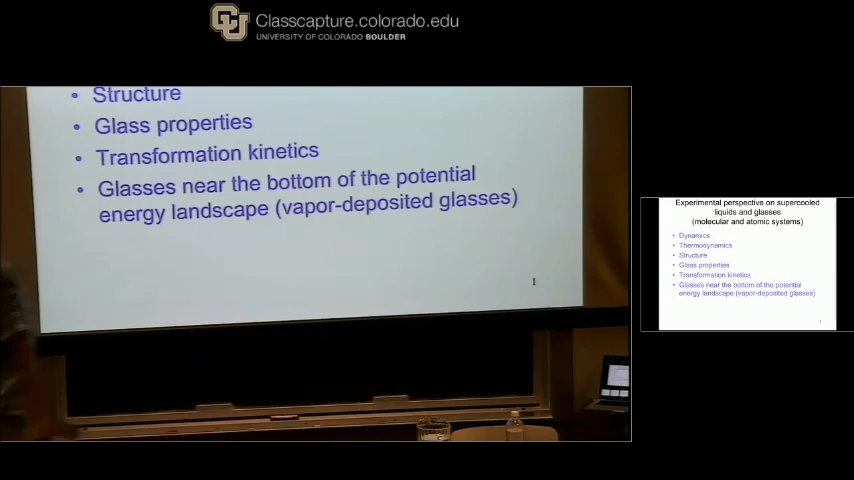 Classcapture.colorado.edu
UNIVERSITY OF COLORADO BOULDER
• Structure
• Glass properties
• Transformation kinetics
• Glasses near the bottom of the potential
energy landscape (vapor-deposited glasses)
1
Experimental perspective on supercooled
liquids and glasses
(molecular and atomic systems)
• Dynamics
• Thermodynamics
• Structure
• Glass properties
• Transformation kinetics
• Glasses near the bottom of the potential
energy landscape (vapor-deposited glasses)
1